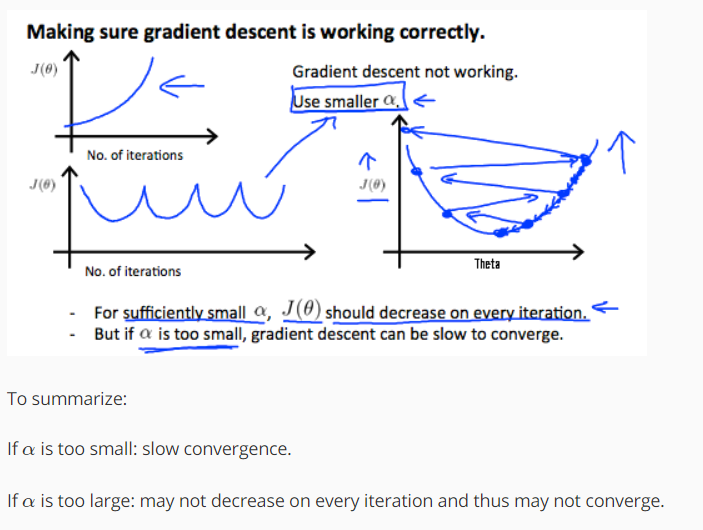 Making sure gradient descent is working correctly.
J(θ)
Gradient descent not working.
Use smaller α.
No. of iterations
J(θ)
J(θ)
No. of iterations
Theta
- For sufficiently small α, J(θ) should decrease on every iteration.
- But if α is too small, gradient descent can be slow to converge.
To summarize:
If α is too small: slow convergence.
If α is too large: may not decrease on every iteration and thus may not converge.